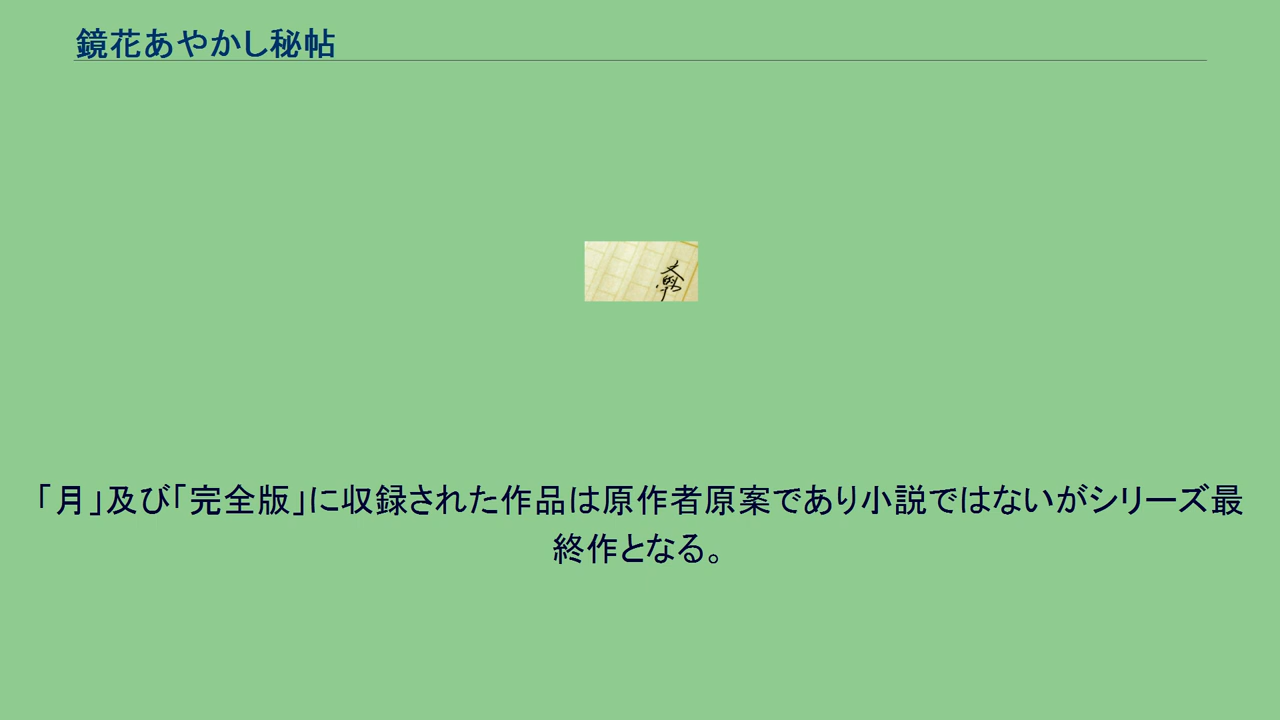 鏡花あやかし秘帖
「月」及び「完全版」に収録された作品は原作者原案であり小説ではないがシリーズ最
終作となる。